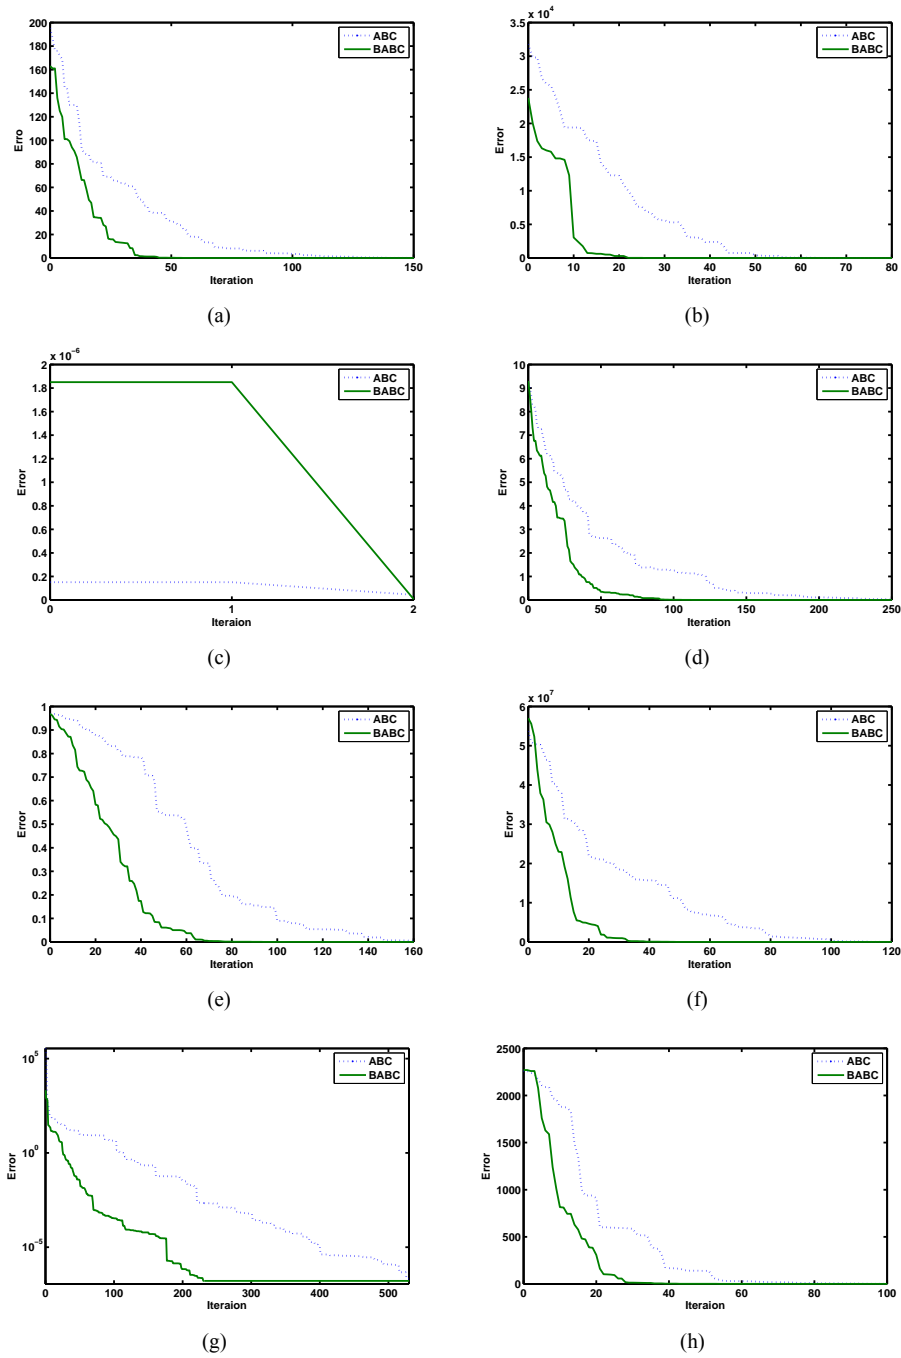 200
180
160
140
120
100
80
60
40
20
0
Erro
0 50 100 150
Iteration
ABC
BABC
(a)
x 10^4
3.5
3
2.5
2
1.5
1
0.5
0
Error
0 10 20 30 40 50 60 70 80
Iteration
ABC
BABC
(b)
x 10^-6
2
1.8
1.6
1.4
1.2
1
0.8
0.6
0.4
0.2
0
Error
0 1 2
Iteraion
ABC
BABC
(c)
10
9
8
7
6
5
4
3
2
1
0
Error
0 50 100 150 200 250
Iteration
ABC
BABC
(d)
1
0.9
0.8
0.7
0.6
0.5
0.4
0.3
0.2
0.1
0
Error
0 20 40 60 80 100 120 140 160
Iteration
ABC
BABC
(e)
x 10^7
6
5
4
3
2
1
0
Error
0 20 40 60 80 100 120
Iteration
ABC
BABC
(f)
10^5
10^0
10^-5
Error
0 100 200 300 400 500
Iteraion
ABC
BABC
(g)
2500
2000
1500
1000
500
0
Error
0 20 40 60 80 100
Iteraion
ABC
BABC
(h)